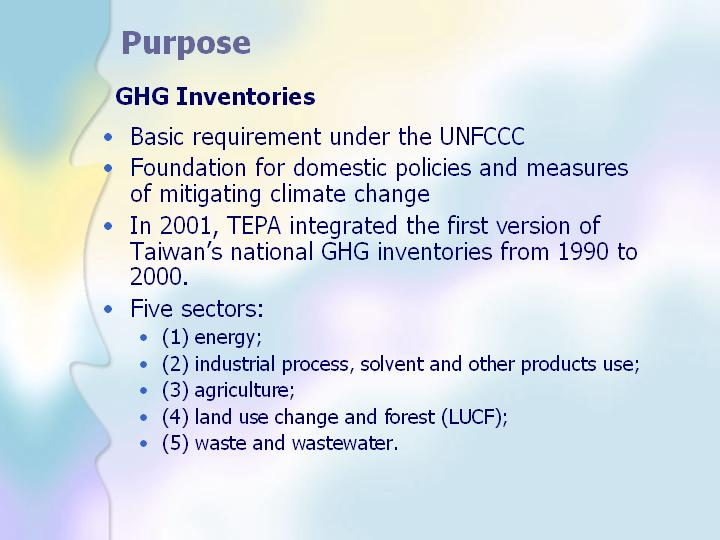 Purpose
GHG Inventories
• Basic requirement under the UNFCCC
• Foundation for domestic policies and measures
of mitigating climate change
• In 2001, TEPA integrated the first version of
Taiwan's national GHG inventories from 1990 to
2000.
• Five sectors:
• (1) energy;
• (2) industrial process, solvent and other products use;
• (3) agriculture;
• (4) land use change and forest (LUCF);
• (5) waste and wastewater.